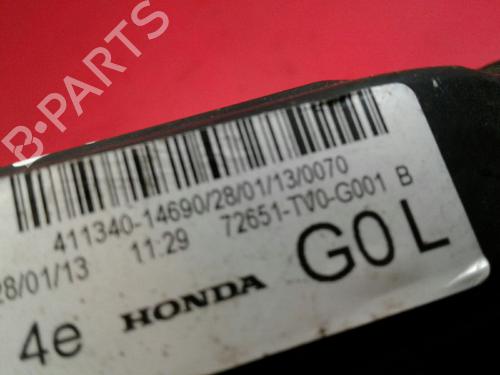 B-PARTS
411340-14690/28/01/13/0070
28/01/13 11:29 72651-TV0-G001 B
4e HONDA G0L